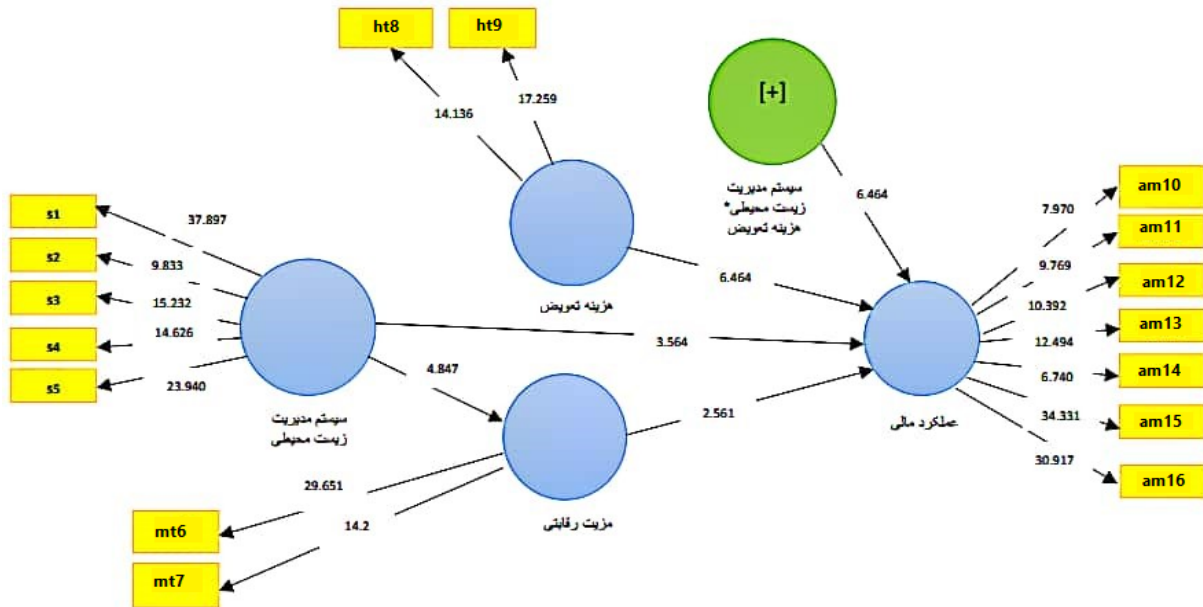 ht8
ht9
[+]
14.136
17.259
سیستم مدیریت
زیست محیطی*
هزینه تعویض
6.464
am10
7.970
am11
9.769
am12
10.392
am13
12.494
am14
6.740
am15
34.331
am16
30.917
s1
37.897
s2
9.833
s3
15.232
s4
14.626
s5
23.940
هزینه تعویض
6.464
3.564
4.847
2.561
سیستم مدیریت
زیست محیطی
عملکرد مالی
مزیت رقابتی
29.651
14.2
mt6
mt7